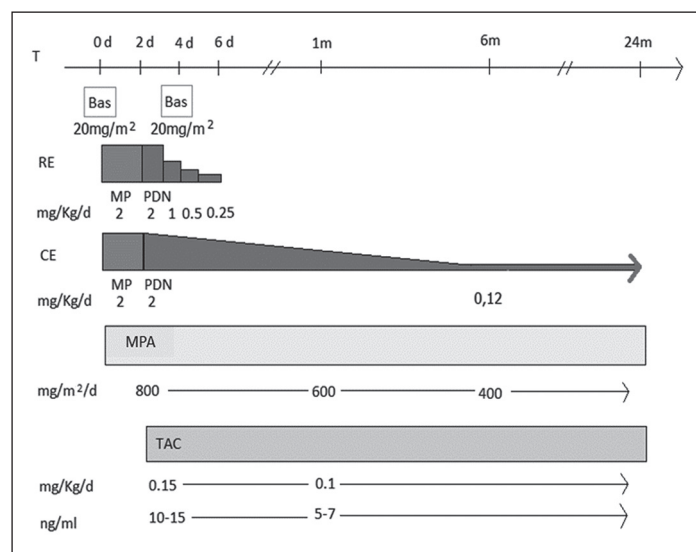 T 0 d 2 d 4 d 6 d 1m 6m 24m
Bas Bas
20mg/m² 20mg/m²
RE
MP PDN
mg/Kg/d 2 2 1 0.5 0.25
CE
MP PDN
mg/Kg/d 2 2 0,12
MPA
mg/m²/d 800 600 400
TAC
mg/Kg/d 0.15 0.1
ng/ml 10-15 5-7